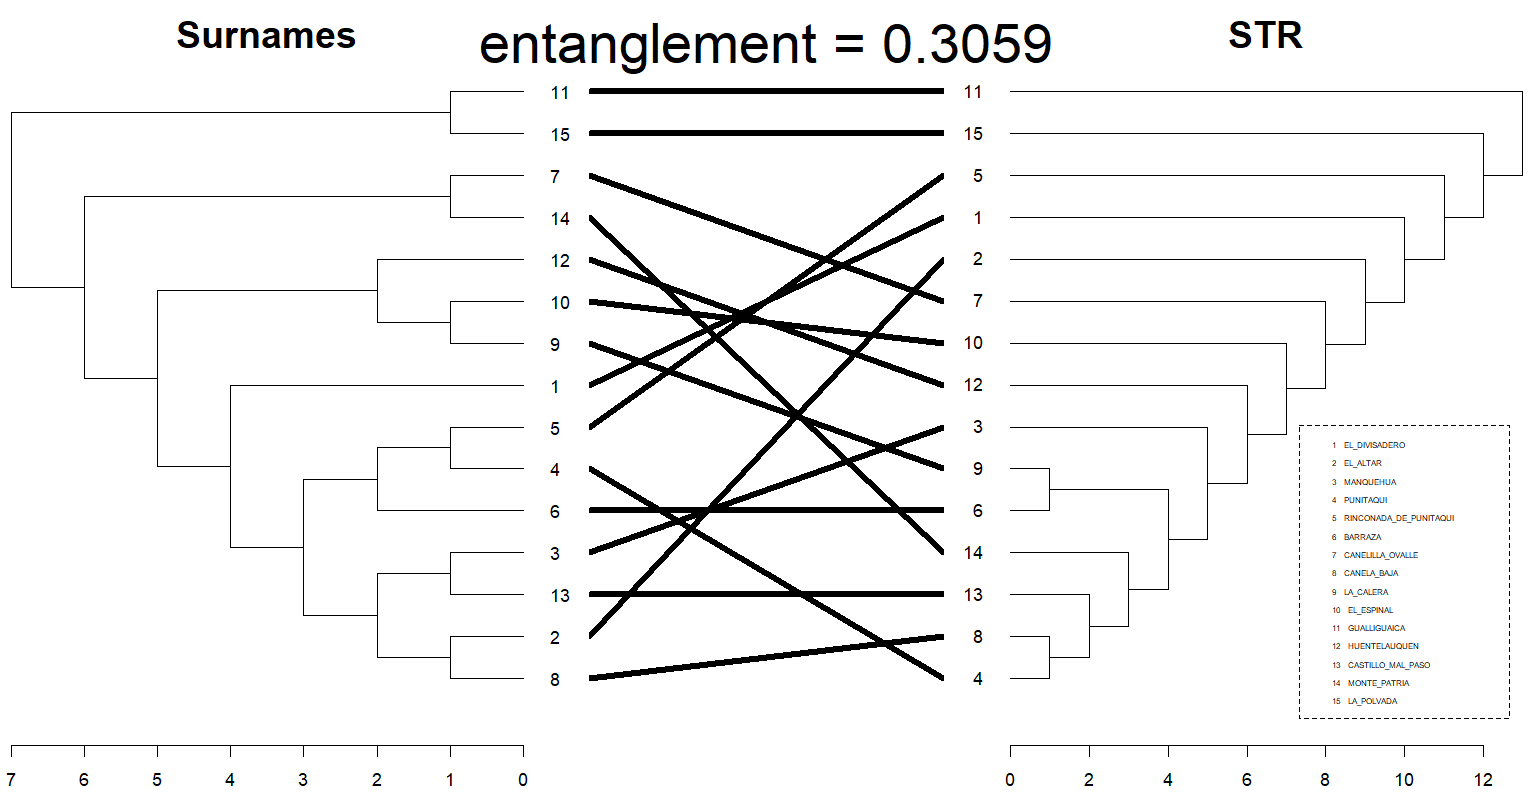 Surnames entanglement = 0.3059 STR
11 11
15 15
7 5
14 1
12 2
10 7
9 10
1 12
5 3
4 9
6 6
3 14
13 13
2 8
8 4
1 EL_DIVISADERO
2 EL_ALTAR
3 MANQUEHUA
4 PUNITAQUI
5 RINCONADA_DE_PUNITAQUI
6 BARRAZA
7 CANELILLA_OVALLE
8 CANELA_BAJA
9 LA_CALERA
10 EL_ESPINAL
11 GUALLIGUAICA
12 HUENTELAUQUEN
13 CASTILLO_MAL_PASO
14 MONTE_PATRIA
15 LA_POLVADA
7 6 5 4 3 2 1 0 0 2 4 6 8 10 12